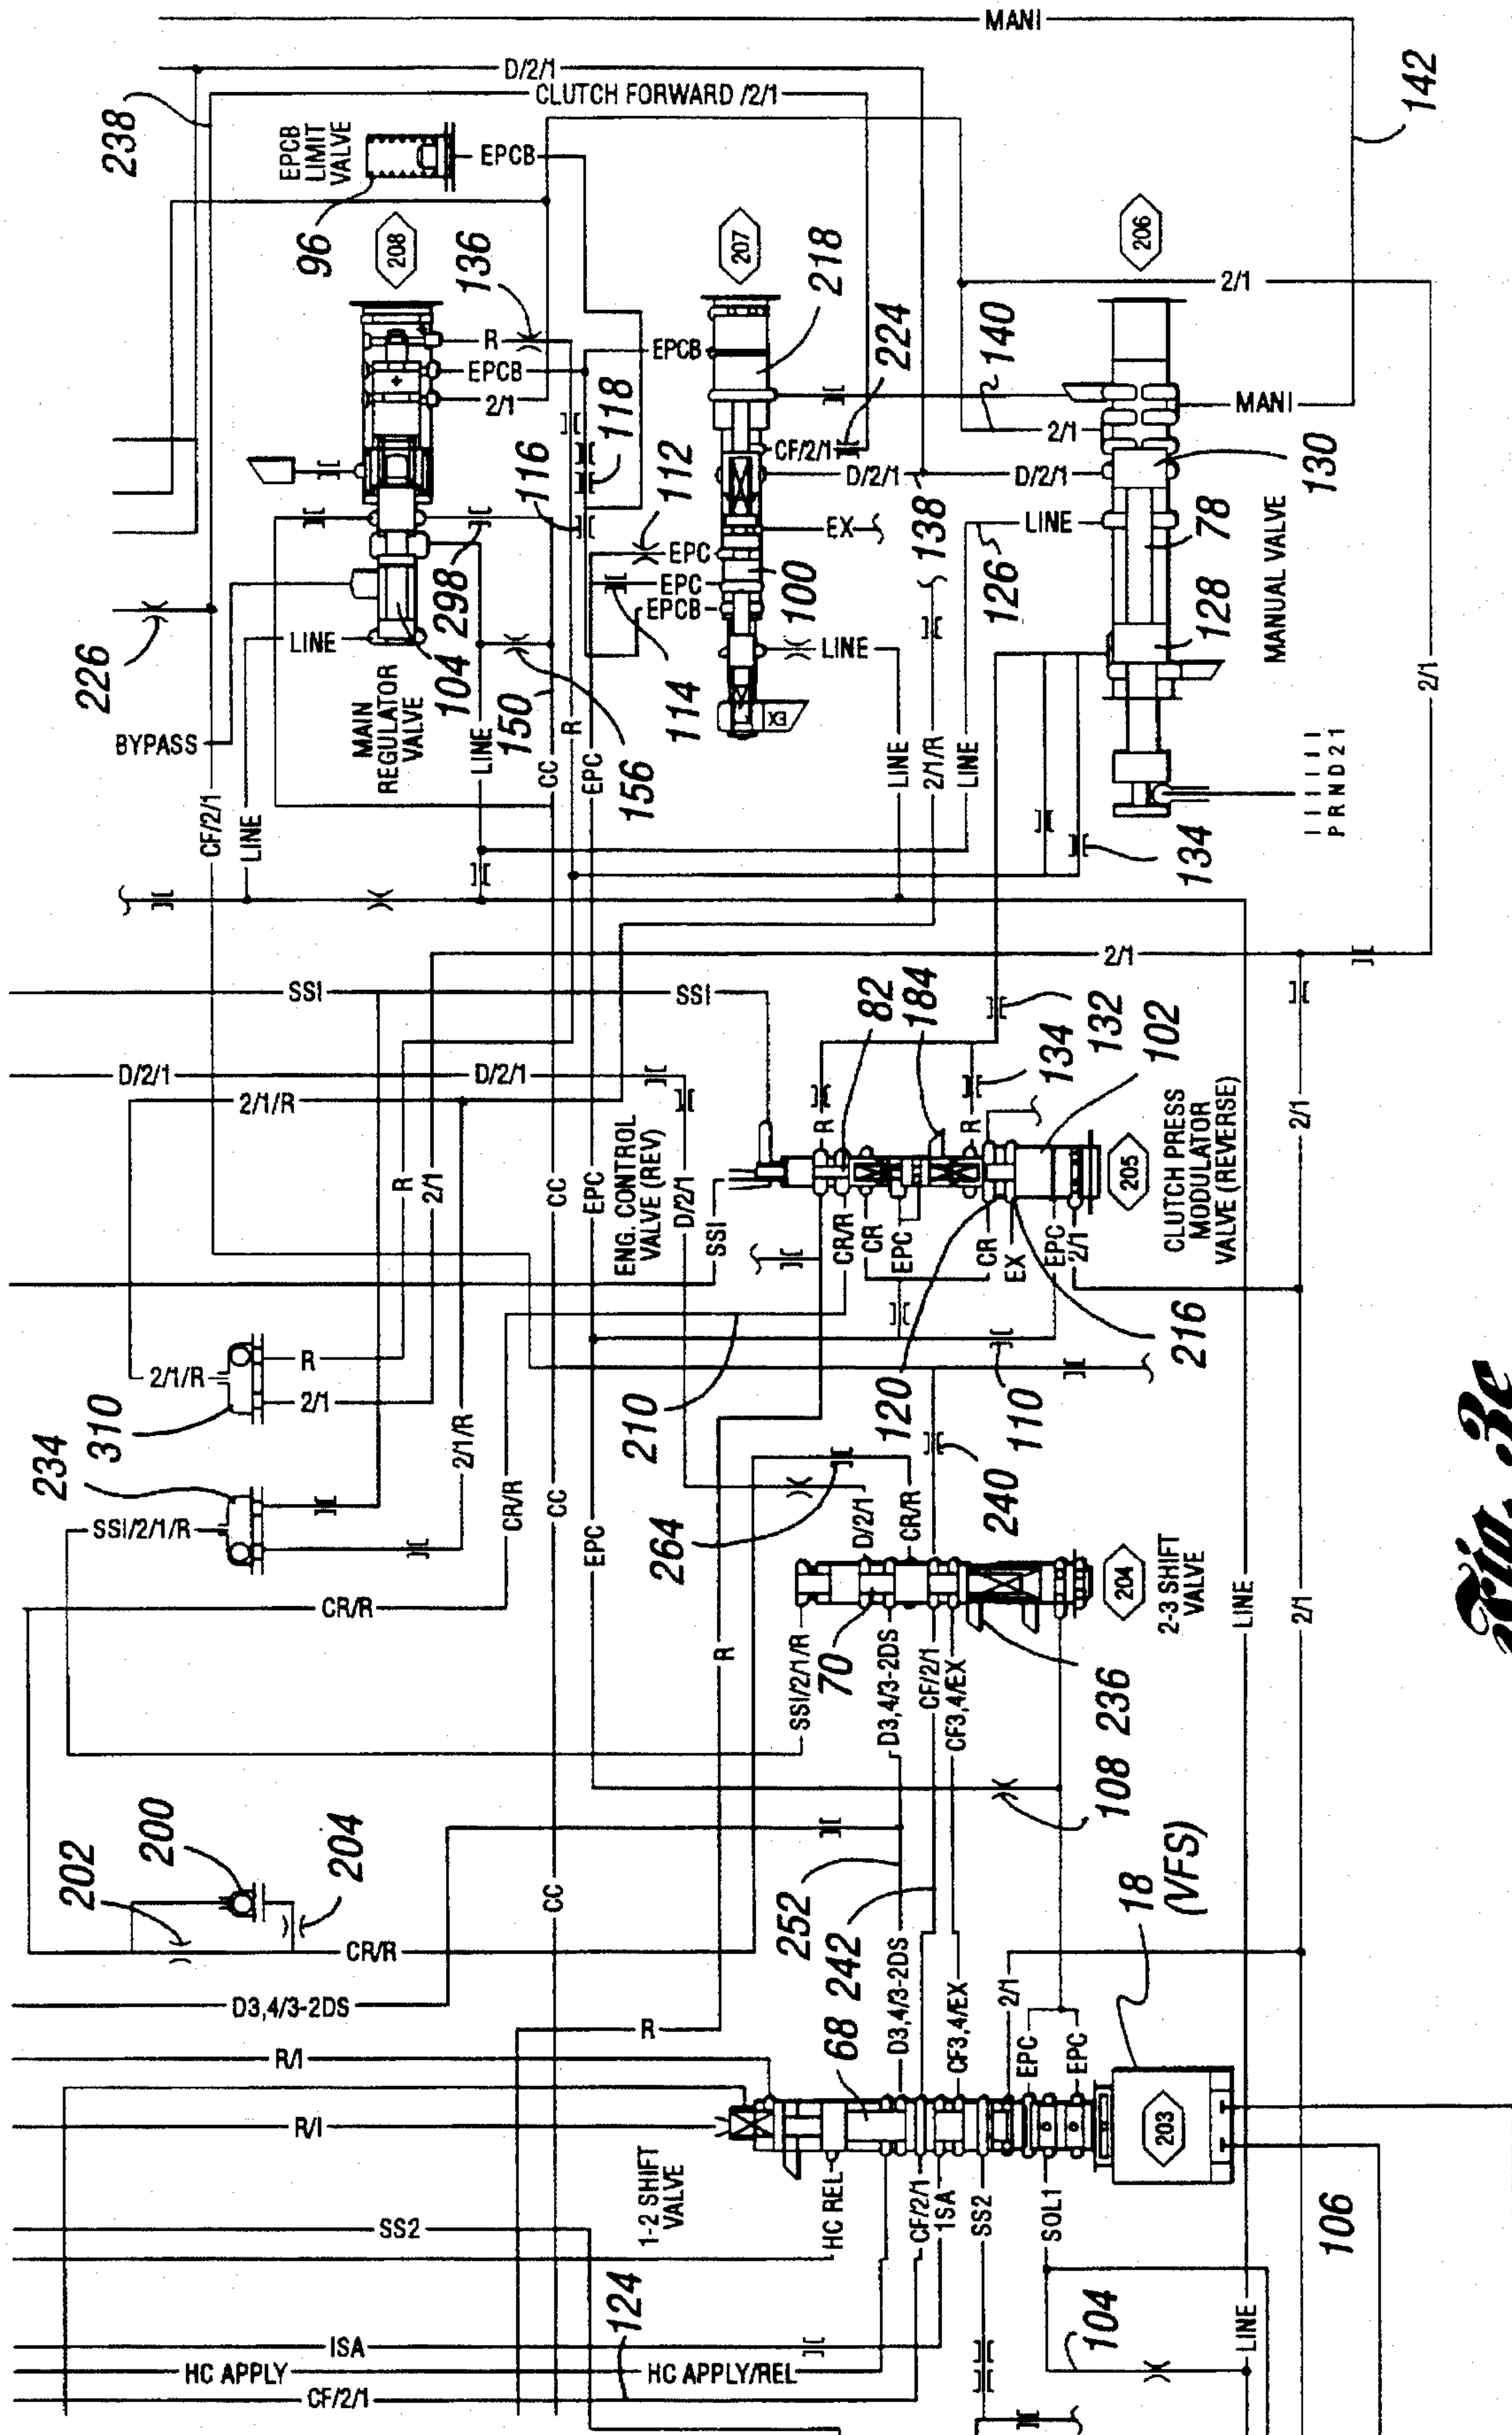 MANI
D/2/1
CLUTCH FORWARD /2/1
238
142
EPCB
LIMIT
VALVE
EPCB
96
208
136
207
218
206
R
EPCB
2/1
EPCB
224
140
2/1
118
116
CF/2/1
2/1
MANI
112
D/2/1
D/2/1
130
EX
138
LINE
78
298
EPC
EPC
EPCB
100
126
128
226
LINE
104
LINE
MANUAL VALVE
2/1
BYPASS
MAIN
REGULATOR
VALVE
150
114
LINE
CC
R
EPC
156
LINE
2/1/R
LINE
P R N D 2 1
CF/2/1
LINE
134
2/1
SSI
SSI
82
184
132
D/2/1
D/2/1
134
102
2/1/R
2/1
R
R
R
2/1
CC
EPC
ENG. CONTROL
VALVE (REV)
D/2/1
SSI
205
CLUTCH PRESS
MODULATOR
VALVE (REVERSE)
CR/R
CR
EPC
CR
EX
EPC
2/1
216
2/1/R
R
2/1
310
210
120
110
234
2/1/R
CR/R
CC
SSI/2/1/R
264
240
EPC
D/2/1
CR/R
204
2-3 SHIFT
VALVE
CR/R
LINE
2/1
R
SSI/2/1/R
70
D3,4/3-2DS
CF/2/1
CF3,4/EX
236
108
202
200
204
CC
252
242
18
(VFS)
CR/R
D3,4/3-2DS
D3,4/3-2DS
CF3,4/EX
2/1
R
68
EPC
EPC
R/1
R/I
203
1-2 SHIFT
VALVE
HC REL
CF/2/1
1SA
SS2
SOL1
SS2
106
124
ISA
HC APPLY
HC APPLY/REL
CF/2/1
104
LINE
Fig. 3e